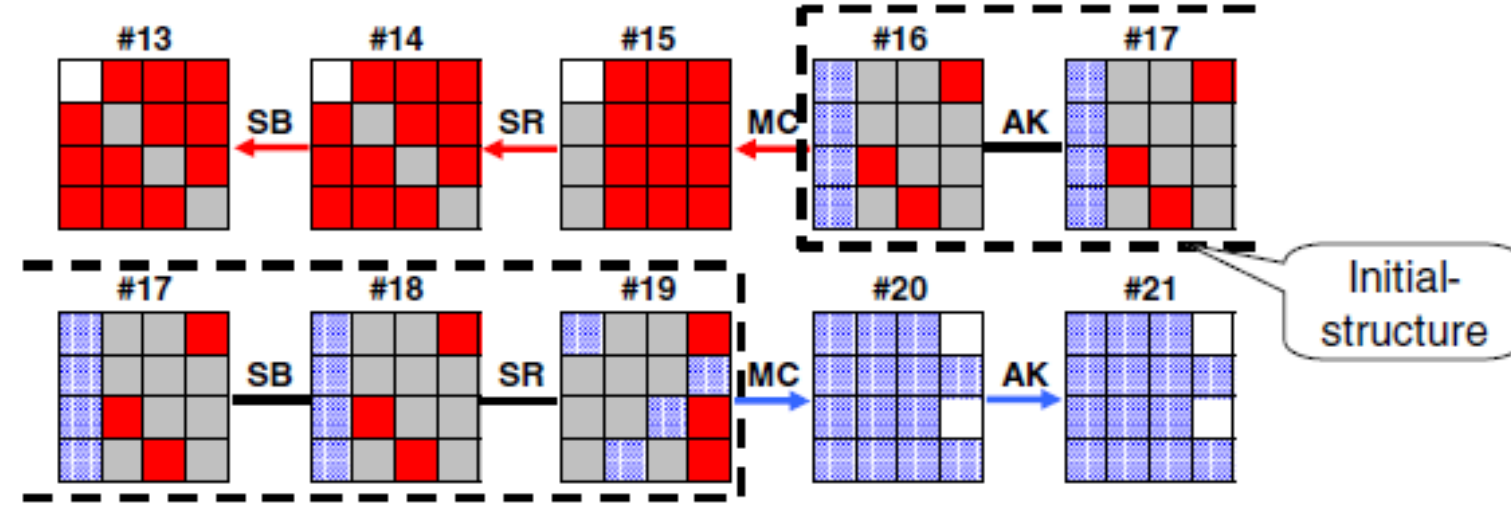 #13 #14 #15 #16 #17
SB SR MC AK
Initial-
structure
#17 #18 #19 #20 #21
SB SR MC AK